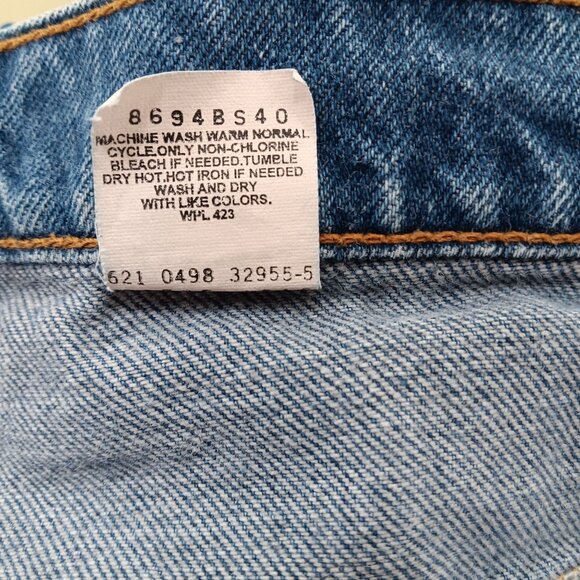 8694BS40
MACHINE WASH WARM NORMAL
CYCLE.ONLY NON-CHLORINE
BLEACH IF NEEDED.TUMBLE
DRY HOT.HOT IRON IF NEEDED
WASH AND DRY
WITH LIKE COLORS.
WPL 423
621 0498 32955-5